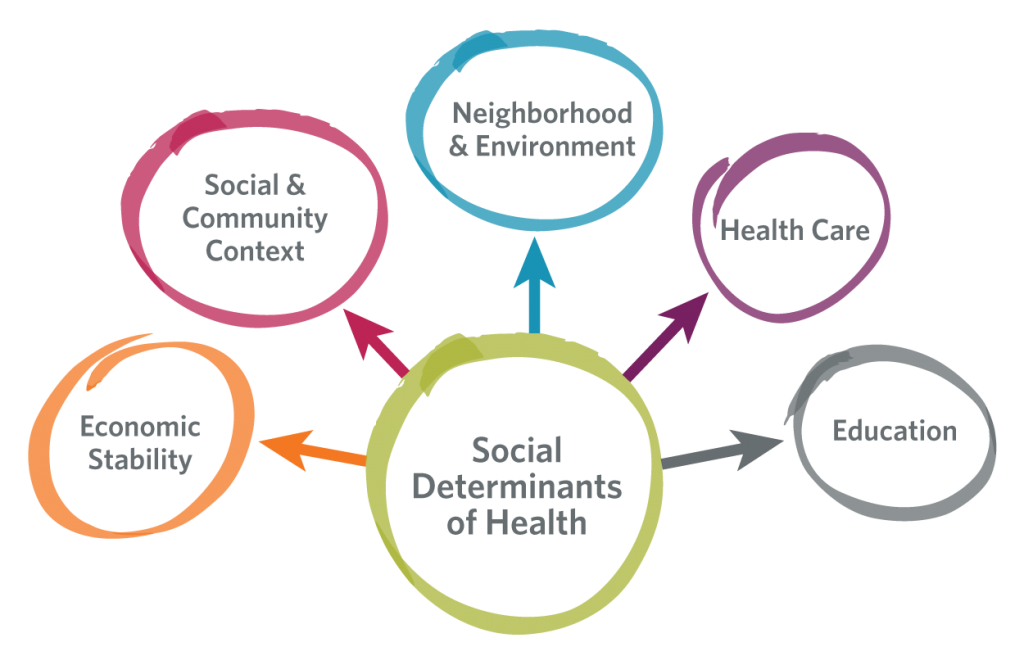 Neighborhood
& Environment
Social &
Community
Context
Health Care
Economic
Stability
Education
Social
Determinants
of Health